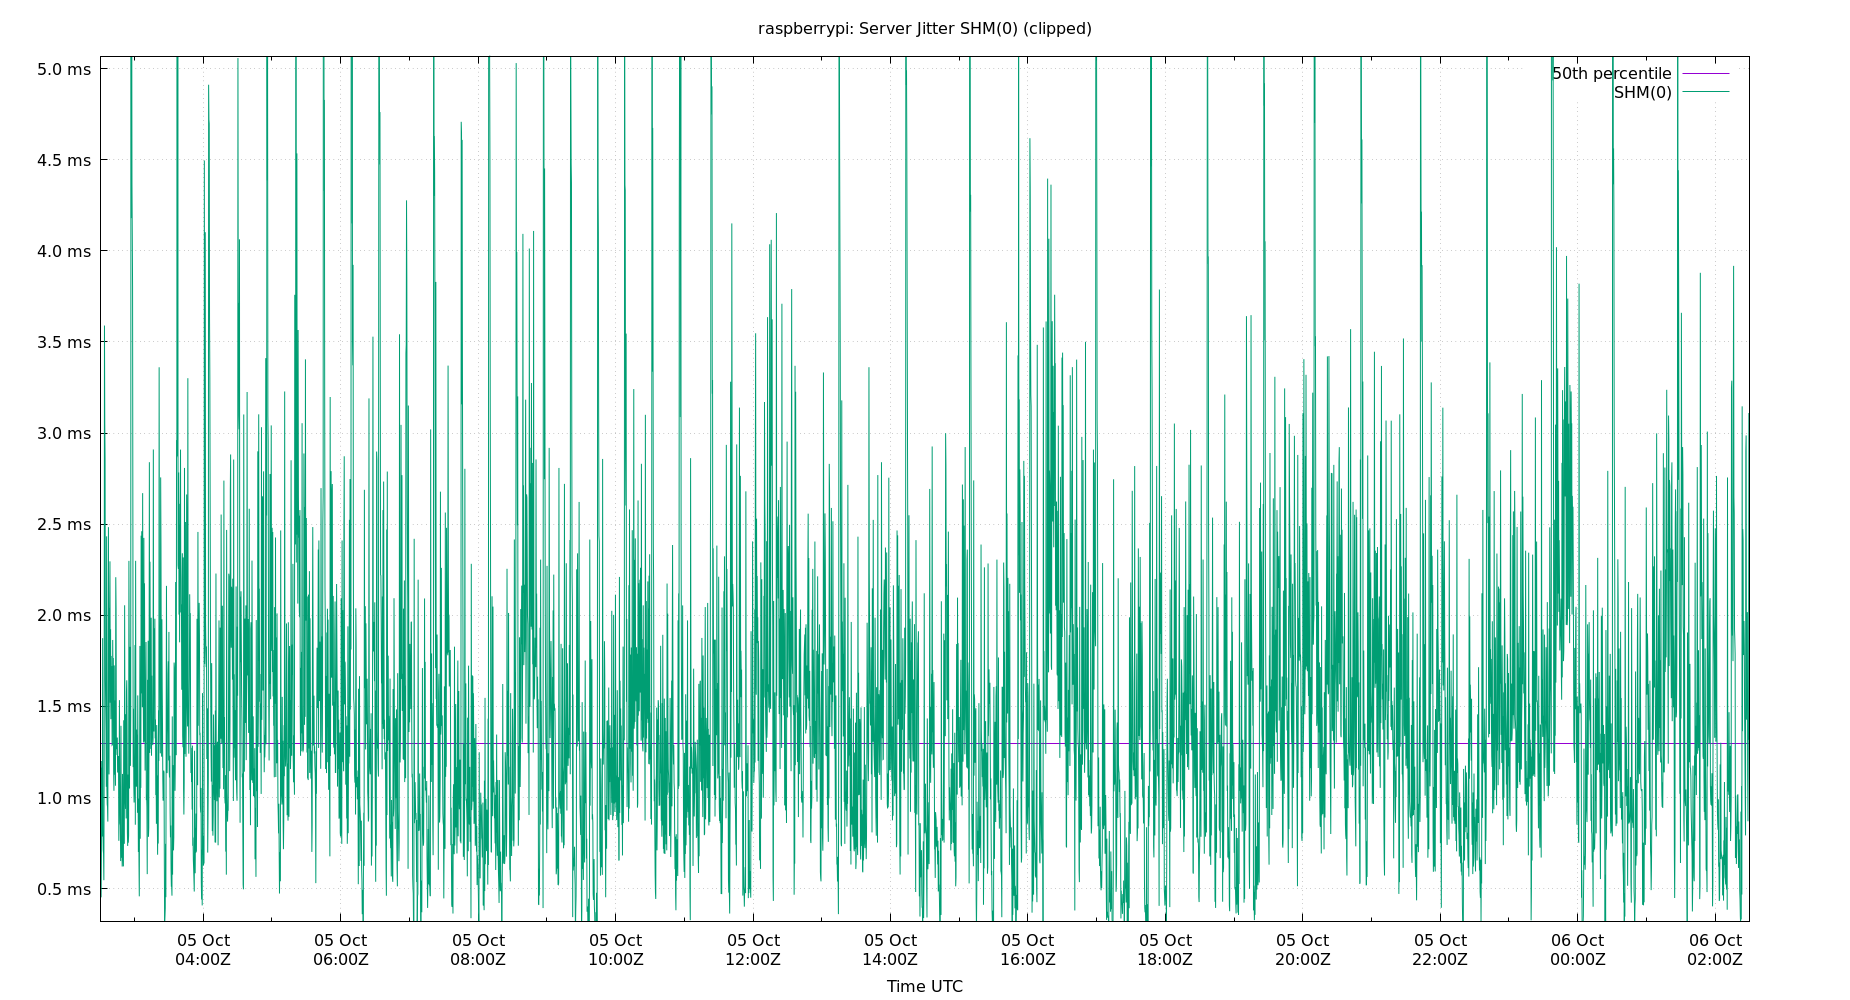 raspberrypi: Server Jitter SHM(0) (clipped)
50th percentile
SHM(0)
5.0 ms
4.5 ms
4.0 ms
3.5 ms
3.0 ms
2.5 ms
2.0 ms
1.5 ms
1.0 ms
0.5 ms
05 Oct 05 Oct 05 Oct 05 Oct 05 Oct 05 Oct 05 Oct 05 Oct 05 Oct 05 Oct 06 Oct 06 Oct
04:00Z 06:00Z 08:00Z 10:00Z 12:00Z 14:00Z 16:00Z 18:00Z 20:00Z 22:00Z 00:00Z 02:00Z
Time UTC